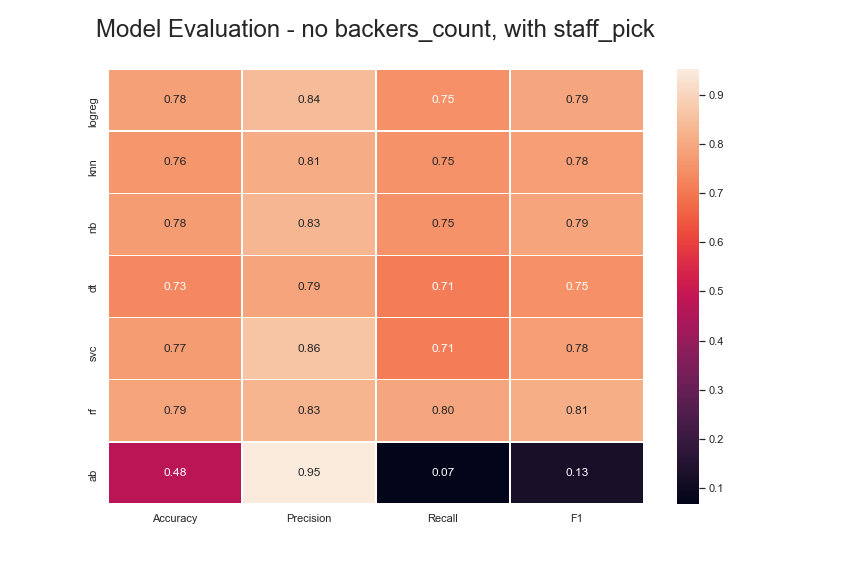 Model Evaluation - no backers_count, with staff_pick
logreg 0.78 0.84 0.75 0.79
knn 0.76 0.81 0.75 0.78
nb 0.78 0.83 0.75 0.79
dt 0.73 0.79 0.71 0.75
svc 0.77 0.86 0.71 0.78
rf 0.79 0.83 0.80 0.81
ab 0.48 0.95 0.07 0.13
Accuracy Precision Recall F1
0.9
0.8
0.7
0.6
0.5
0.4
0.3
0.2
0.1